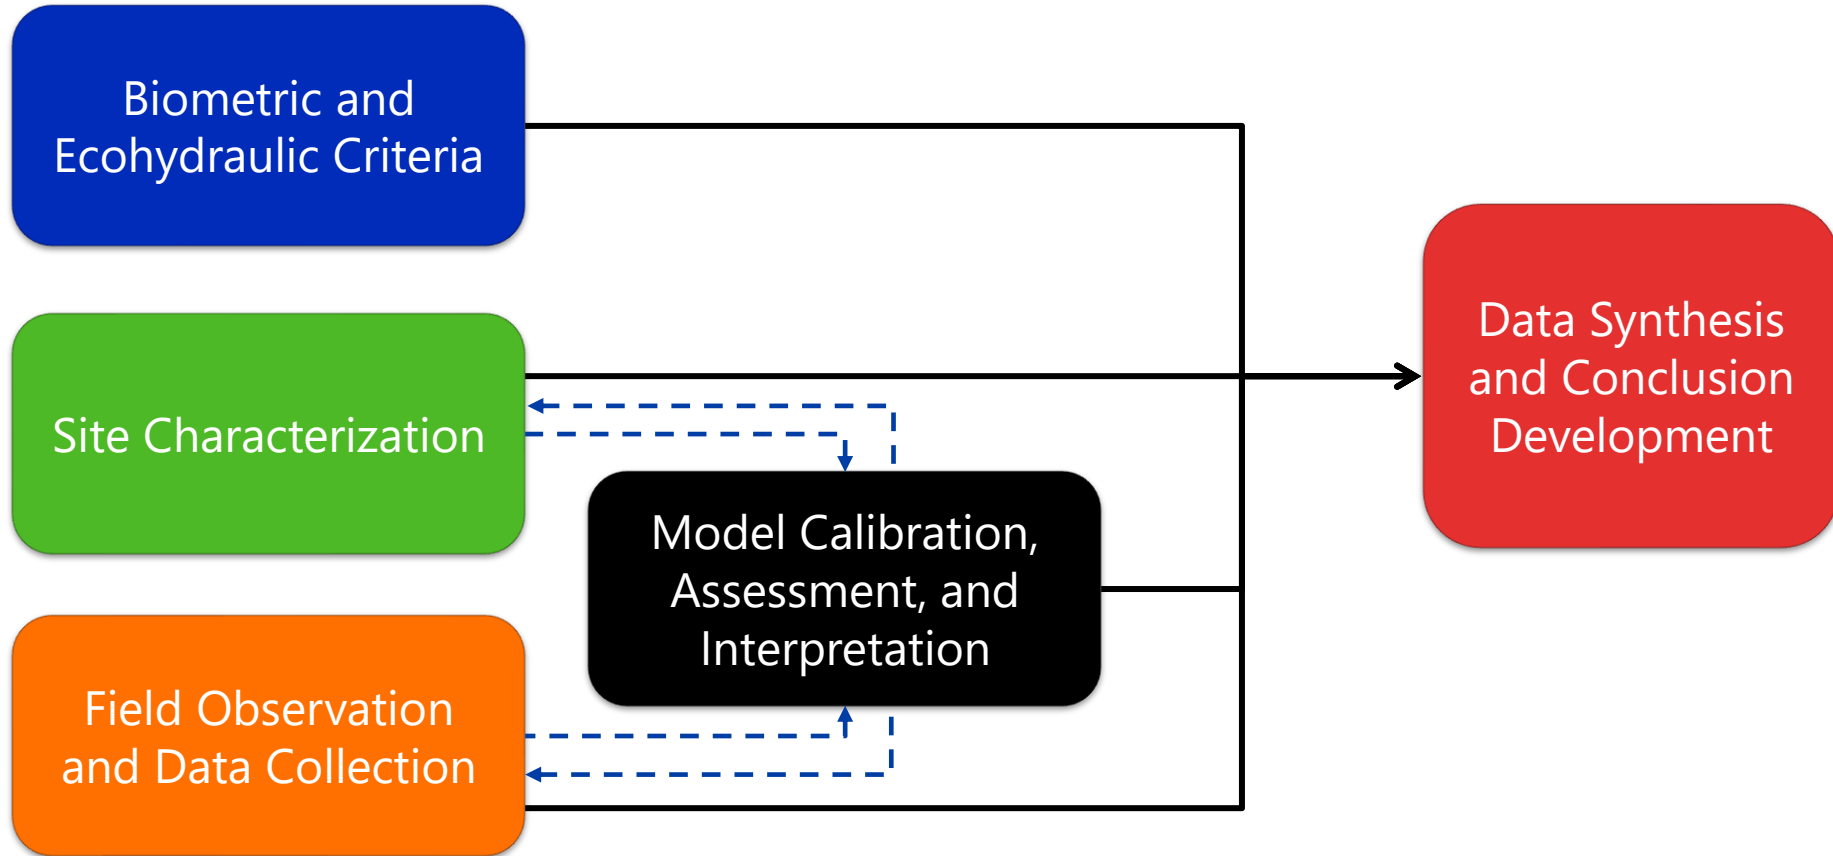 Biometric and
Ecohydraulic Criteria
Site Characterization
Field Observation
and Data Collection
Model Calibration,
Assessment, and
Interpretation
Data Synthesis
and Conclusion
Development